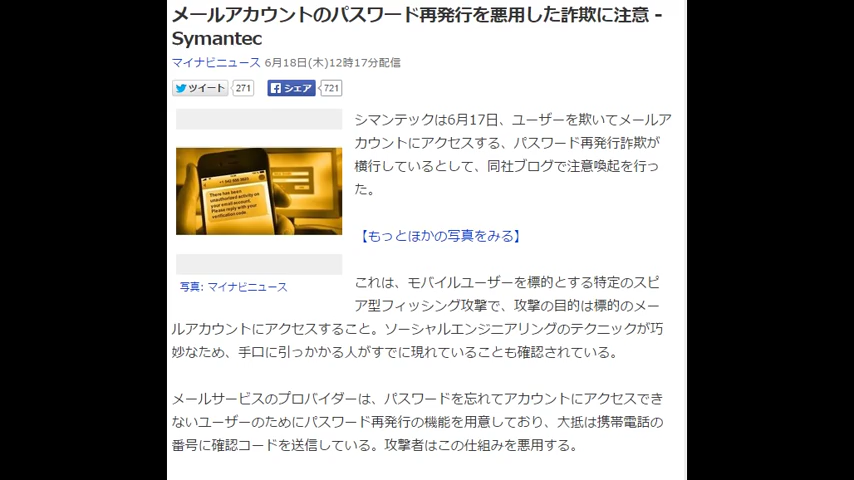 メールアカウントのパスワード再発行を悪用した詐欺に注意 -
Symantec
マイナビニュース 6月18日(木)12時17分配信
ツイート 271 シェア 721
シマンテックは6月17日、ユーザーを欺いてメールア
カウントにアクセスする、パスワード再発行詐欺が
横行しているとして、同社ブログで注意喚起を行っ
た。
There has been
unauthorized activity on
your email account.
Please reply with your
verification code.
【もっとほかの写真をみる】
写真: マイナビニュース
これは、モバイルユーザーを標的とする特定のスピ
ア型フィッシング攻撃で、攻撃の目的は標的のメー
ルアカウントにアクセスすること。ソーシャルエンジニアリングのテクニックが巧
妙なため、手口に引っかかる人がすでに現れていることも確認されている。
メールサービスのプロバイダーは、パスワードを忘れてアカウントにアクセスでき
ないユーザーのためにパスワード再発行の機能を用意しており、大抵は携帯電話の
番号に確認コードを送信している。攻撃者はこの仕組みを悪用する。